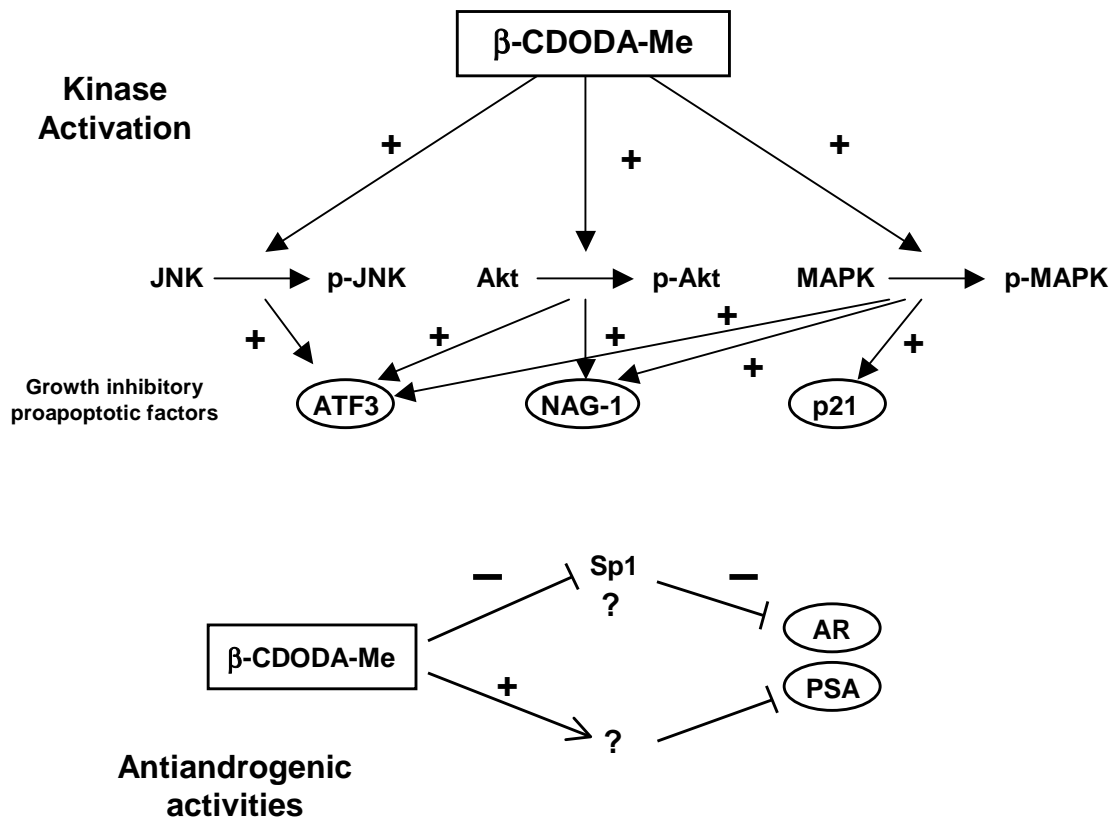 β-CDODA-Me
Kinase
Activation
+
+
+
JNK
p-JNK
Akt
p-Akt
MAPK
p-MAPK
+
+
+
+
+
+
Growth inhibitory
proapoptotic factors
ATF3
NAG-1
p21
Sp1
?
–
–
AR
β-CDODA-Me
PSA
+
?
Antiandrogenic
activities